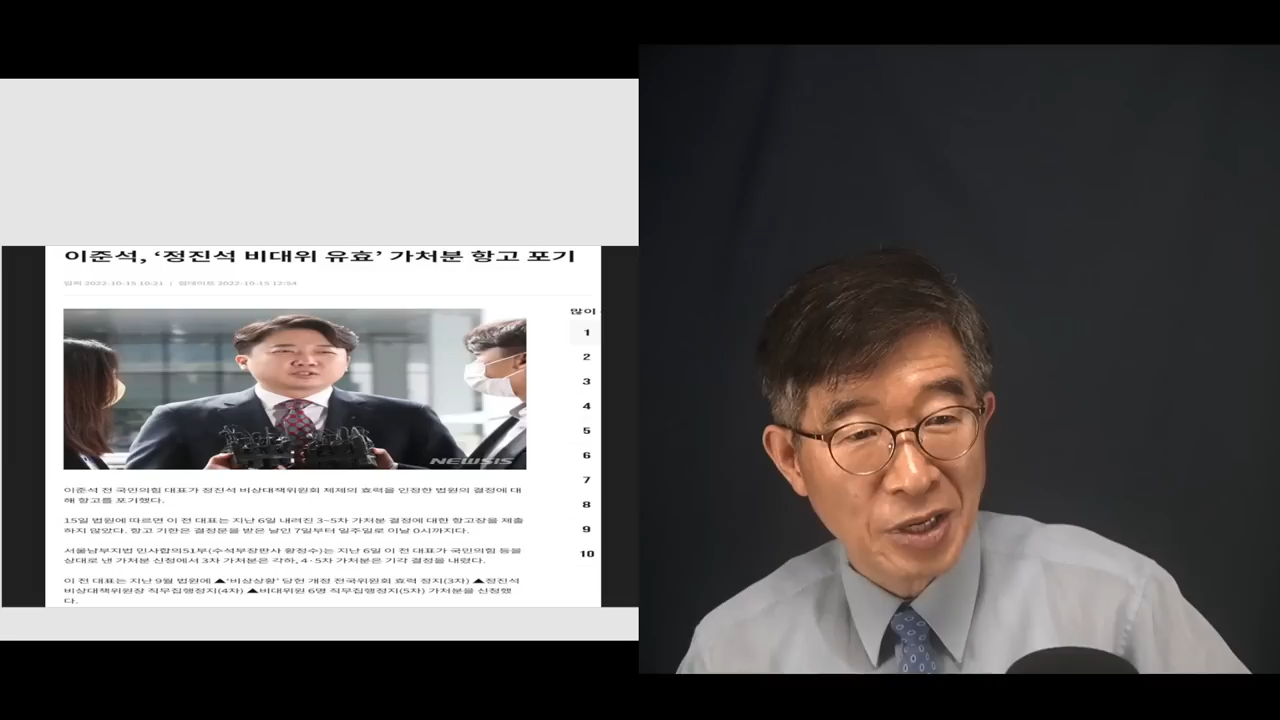 이준석, ‘정진석 비대위 유효’ 가처분 항고 포기
입력 2022-10-15 10:21 | 업데이트 2022-10-15 12:54
많이
1
2
3
4
5
6
7
8
9
10
NEWSIS
이준석 전 국민의힘 대표가 정진석 비상대책위원회 체제의 효력을 인정한 법원의 결정에 대
해 항고를 포기했다.
15일 법원에 따르면 이 전 대표는 지난 6일 내려진 3~5차 가처분 결정에 대한 항고장을 제출
하지 않았다. 항고 기한은 결정문을 받은 날인 7일부터 일주일로 이날 0시까지다.
서울남부지법 민사합의51부(수석부장판사 황정수)는 지난 6일 이 전 대표가 국민의힘 등을
상대로 낸 가처분 신청에서 3차 가처분은 각하, 4·5차 가처분은 기각 결정을 내렸다.
이 전 대표는 지난 9월 법원에 ▲'비상상황' 당헌 개정 전국위원회 효력 정지(3차) ▲정진석
비상대책위원장 직무집행정지(4차) ▲비대위원 6명 직무집행정지(5차) 가처분을 신청했
다.